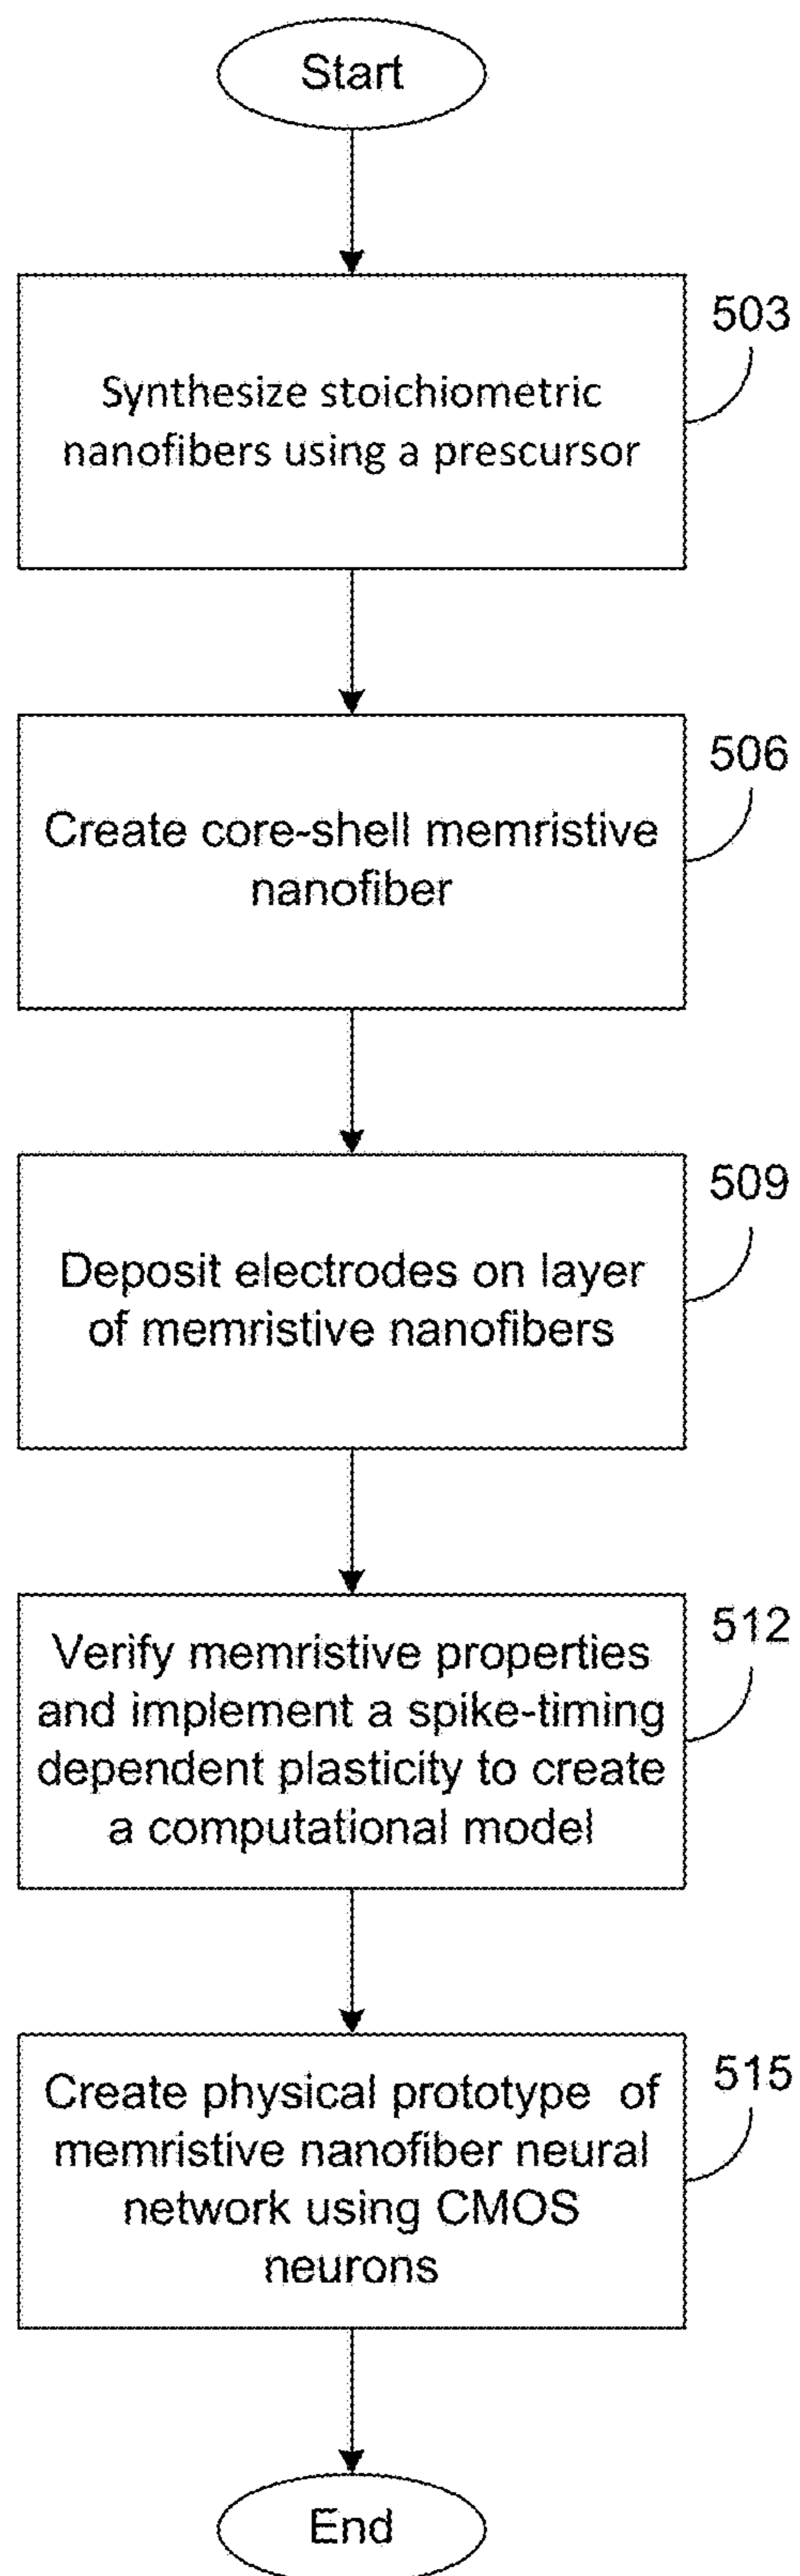 Start
503
Synthesize stoichiometric
nanofibers using a prescursor
506
Create core-shell memristive
nanofiber
509
Deposit electrodes on layer
of memristive nanofibers
512
Verify memristive properties
and implement a spike-timing
dependent plasticity to create
a computational model
515
Create physical prototype of
memristive nanofiber neural
network using CMOS
neurons
End